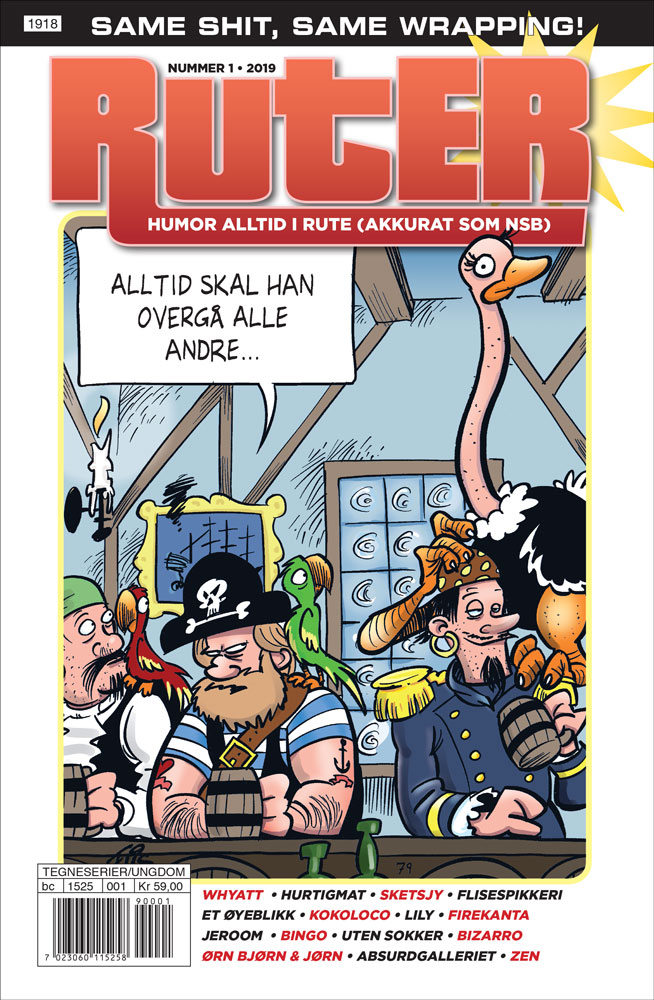 1918
SAME SHIT, SAME WRAPPING!
NUMMER 1 • 2019
RUTER
HUMOR ALLTID I RUTE (AKKURAT SOM NSB)
ALLTID SKAL HAN
OVERGÅ ALLE
ANDRE...
79
TEGNESERIER/UNGDOM
bc 1525 001 Kr 59,00
90001
7 023060 115258
WHYATT • HURTIGMAT • SKETSJY • FLISESPIKKERI
ET ØYEBLIKK • KOKOLOCO • LILY • FIREKANTA
JEROOM • BINGO • UTEN SOKKER • BIZARRO
ØRN BJØRN & JØRN • ABSURDGALLERIET • ZEN